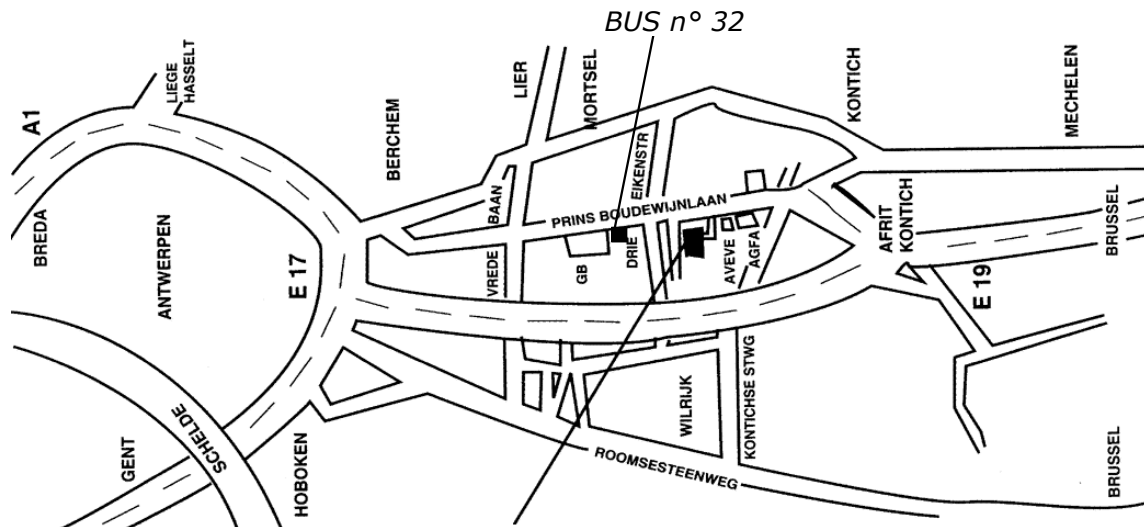 BUS n° 32
A1
LIEGE
HASSELT
BREDA
ANTWERPEN
BERCHEM
LIER
MORTSEL
KONTICH
MECHELEN
EIKENSTR
PRINS BOUDEWIJNLAAN
BAAN
VREDE
GB
DRIE
AVEVE
AGFA
AFRIT
KONTICH
BRUSSEL
E 17
E 19
SCHELDE
GENT
HOBOKEN
WILRIJK
KONTICHSE STWG
ROOMSESTEENWEG
BRUSSEL